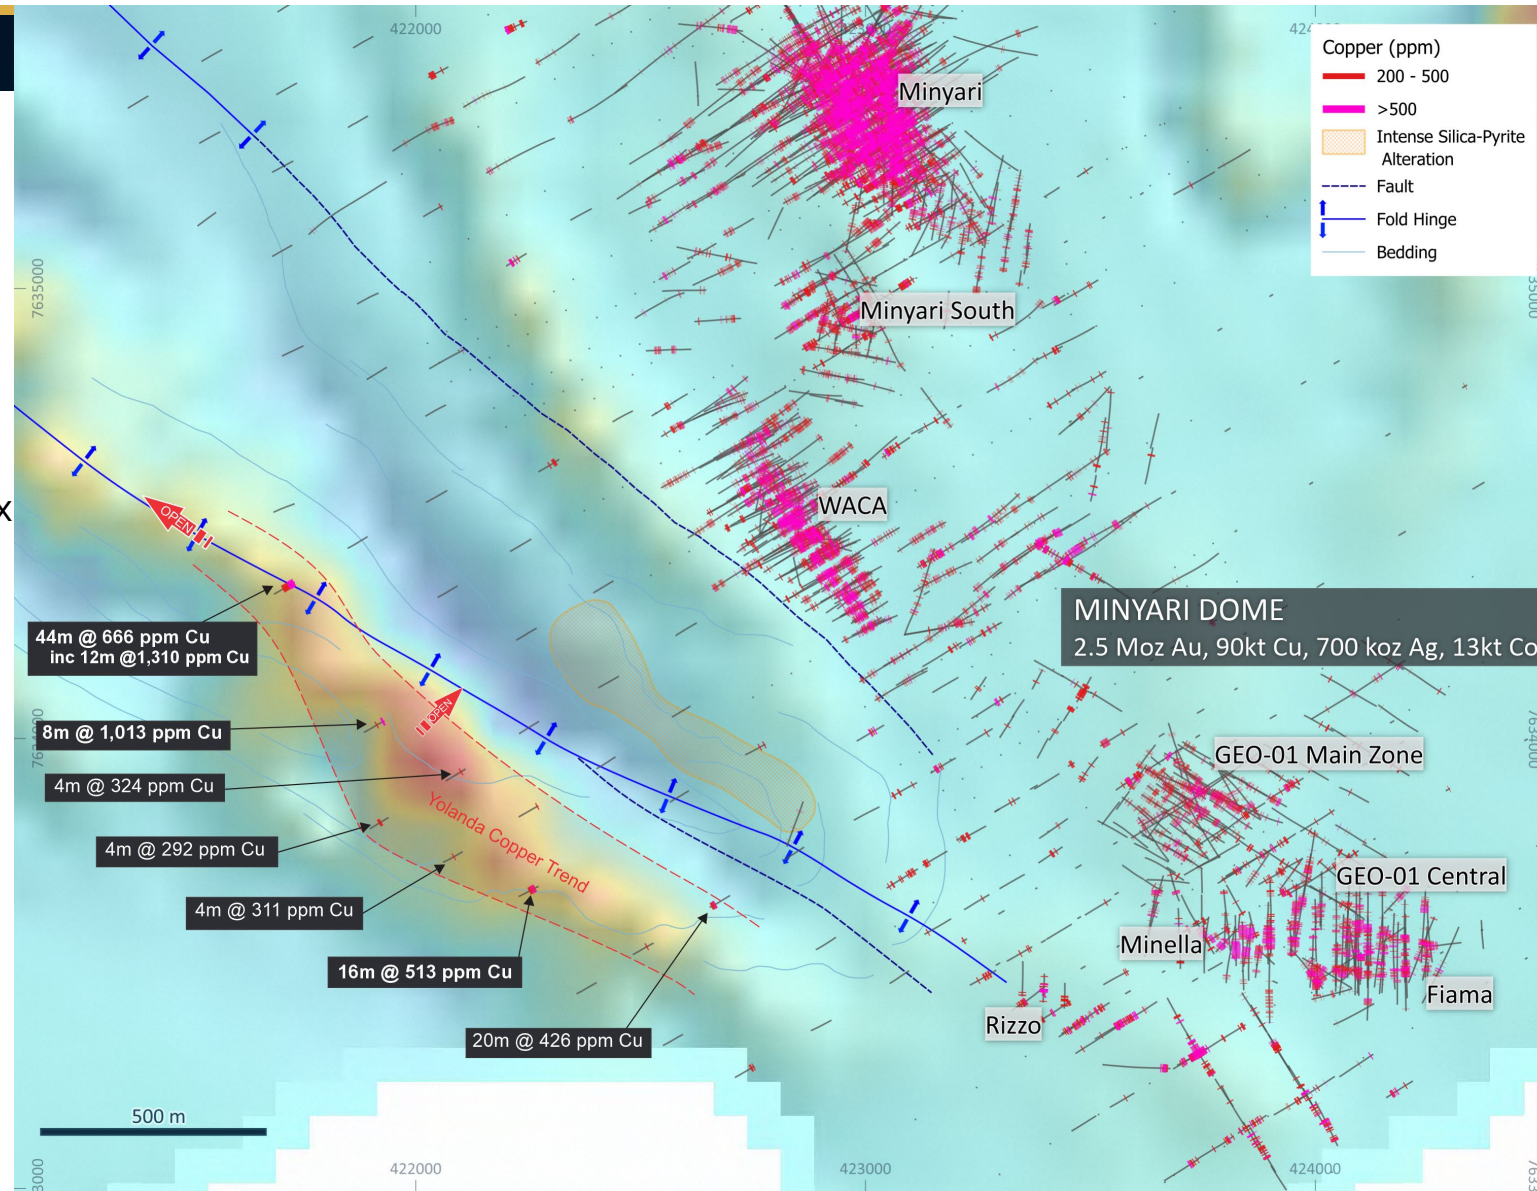 422000
423000
Minyari
Copper (ppm)
200 - 500
>500
Intense Silica-Pyrite
Alteration
Fault
Fold Hinge
Bedding
7635000
Minyari South
WACA
x
OPEN
MINYARI DOME
2.5 Moz Au, 90kt Cu, 700 koz Ag, 13kt Co
44m @ 666 ppm Cu
inc 12m @1,310 ppm Cu
OPEN
8m @ 1,013 ppm Cu
7634000
4m @ 324 ppm Cu
Yolanda Copper Trend
4m @ 292 ppm Cu
4m @ 311 ppm Cu
16m @ 513 ppm Cu
20m @ 426 ppm Cu
GEO-01 Main Zone
GEO-01 Central
Minella
Fiama
Rizzo
500 m
422000
423000
424000